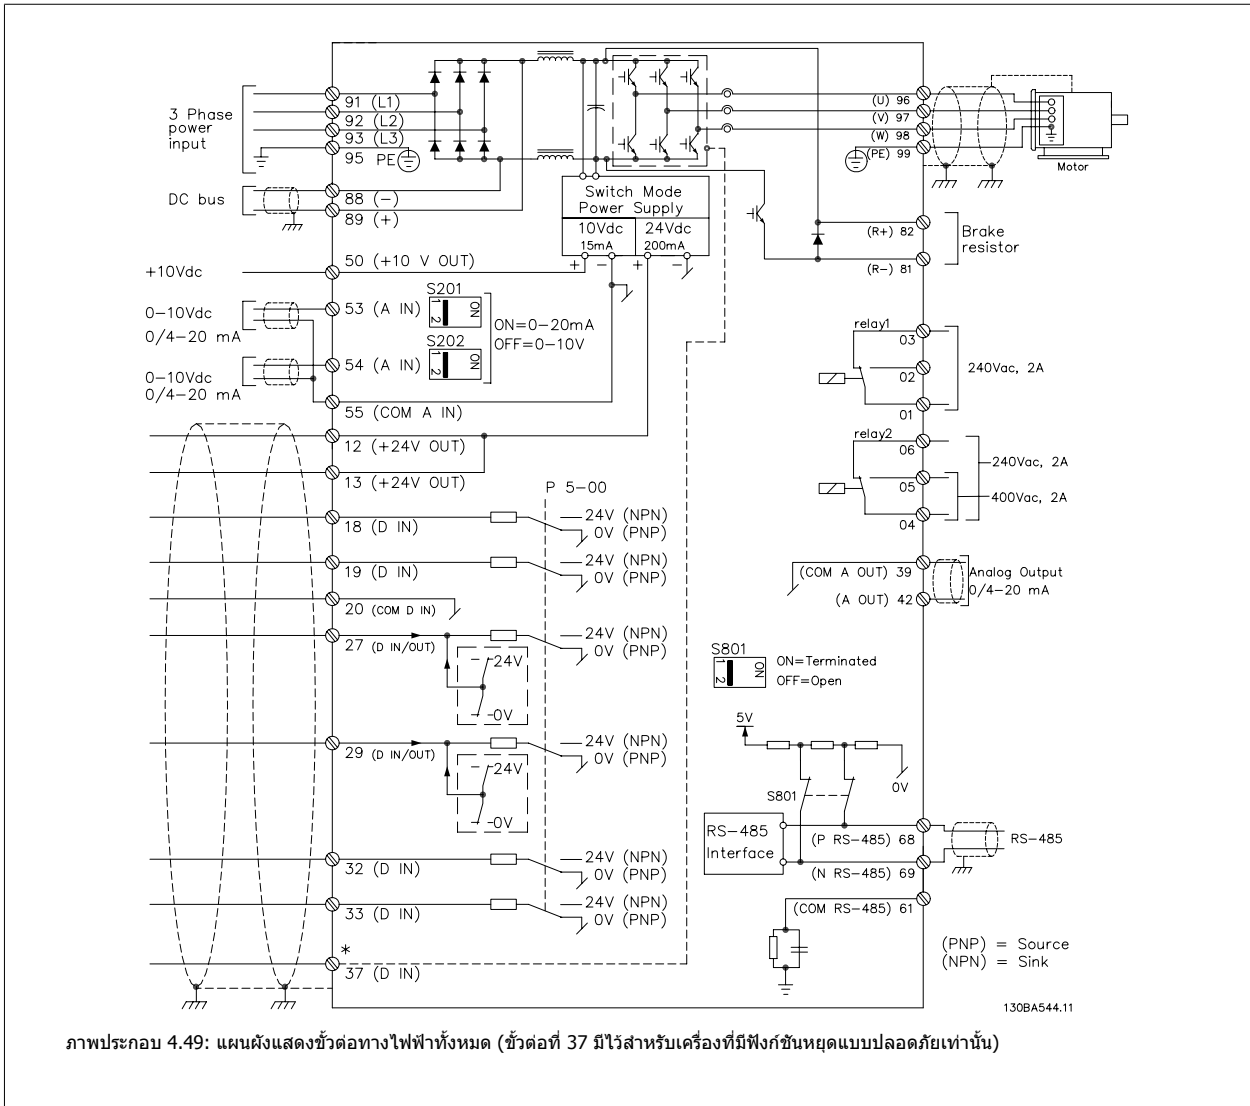 3 Phase
power
input
91 (L1)
92 (L2)
93 (L3)
95 PE
DC bus
88 (−)
89 (+)
Switch Mode
Power Supply
10Vdc
15mA
24Vdc
200mA
+ − + −
(U) 96
(V) 97
(W) 98
(PE) 99
Motor
(R+) 82
(R−) 81
Brake
resistor
+10Vdc
50 (+10 V OUT)
0−10Vdc
0/4−20 mA
53 (A IN)
S201
1 2
ON
S202
1 2
ON
ON=0−20mA
OFF=0−10V
0−10Vdc
0/4−20 mA
54 (A IN)
55 (COM A IN)
12 (+24V OUT)
13 (+24V OUT)
P 5-00
18 (D IN)
24V (NPN)
0V (PNP)
19 (D IN)
24V (NPN)
0V (PNP)
20 (COM D IN)
27 (D IN/OUT)
24V (NPN)
0V (PNP)
24V
0V
29 (D IN/OUT)
24V (NPN)
0V (PNP)
24V
0V
32 (D IN)
24V (NPN)
0V (PNP)
33 (D IN)
24V (NPN)
0V (PNP)
*
37 (D IN)
relay1
03
02
01
240Vac, 2A
relay2
06
05
04
240Vac, 2A
400Vac, 2A
(COM A OUT) 39
(A OUT) 42
Analog Output
0/4−20 mA
S801
1 2
ON
ON=Terminated
OFF=Open
5V
S801
0V
RS−485
Interface
(P RS−485) 68
(N RS−485) 69
(COM RS−485) 61
RS−485
(PNP) = Source
(NPN) = Sink
130BA544.11
ภาพประกอบ 4.49: แผนผังแสดงขั้วต่อทางไฟฟ้าทั้งหมด (ขั้วต่อที่ 37 มีไว้สำหรับเครื่องที่มีฟังก์ชันหยุดแบบปลอดภัยเท่านั้น)